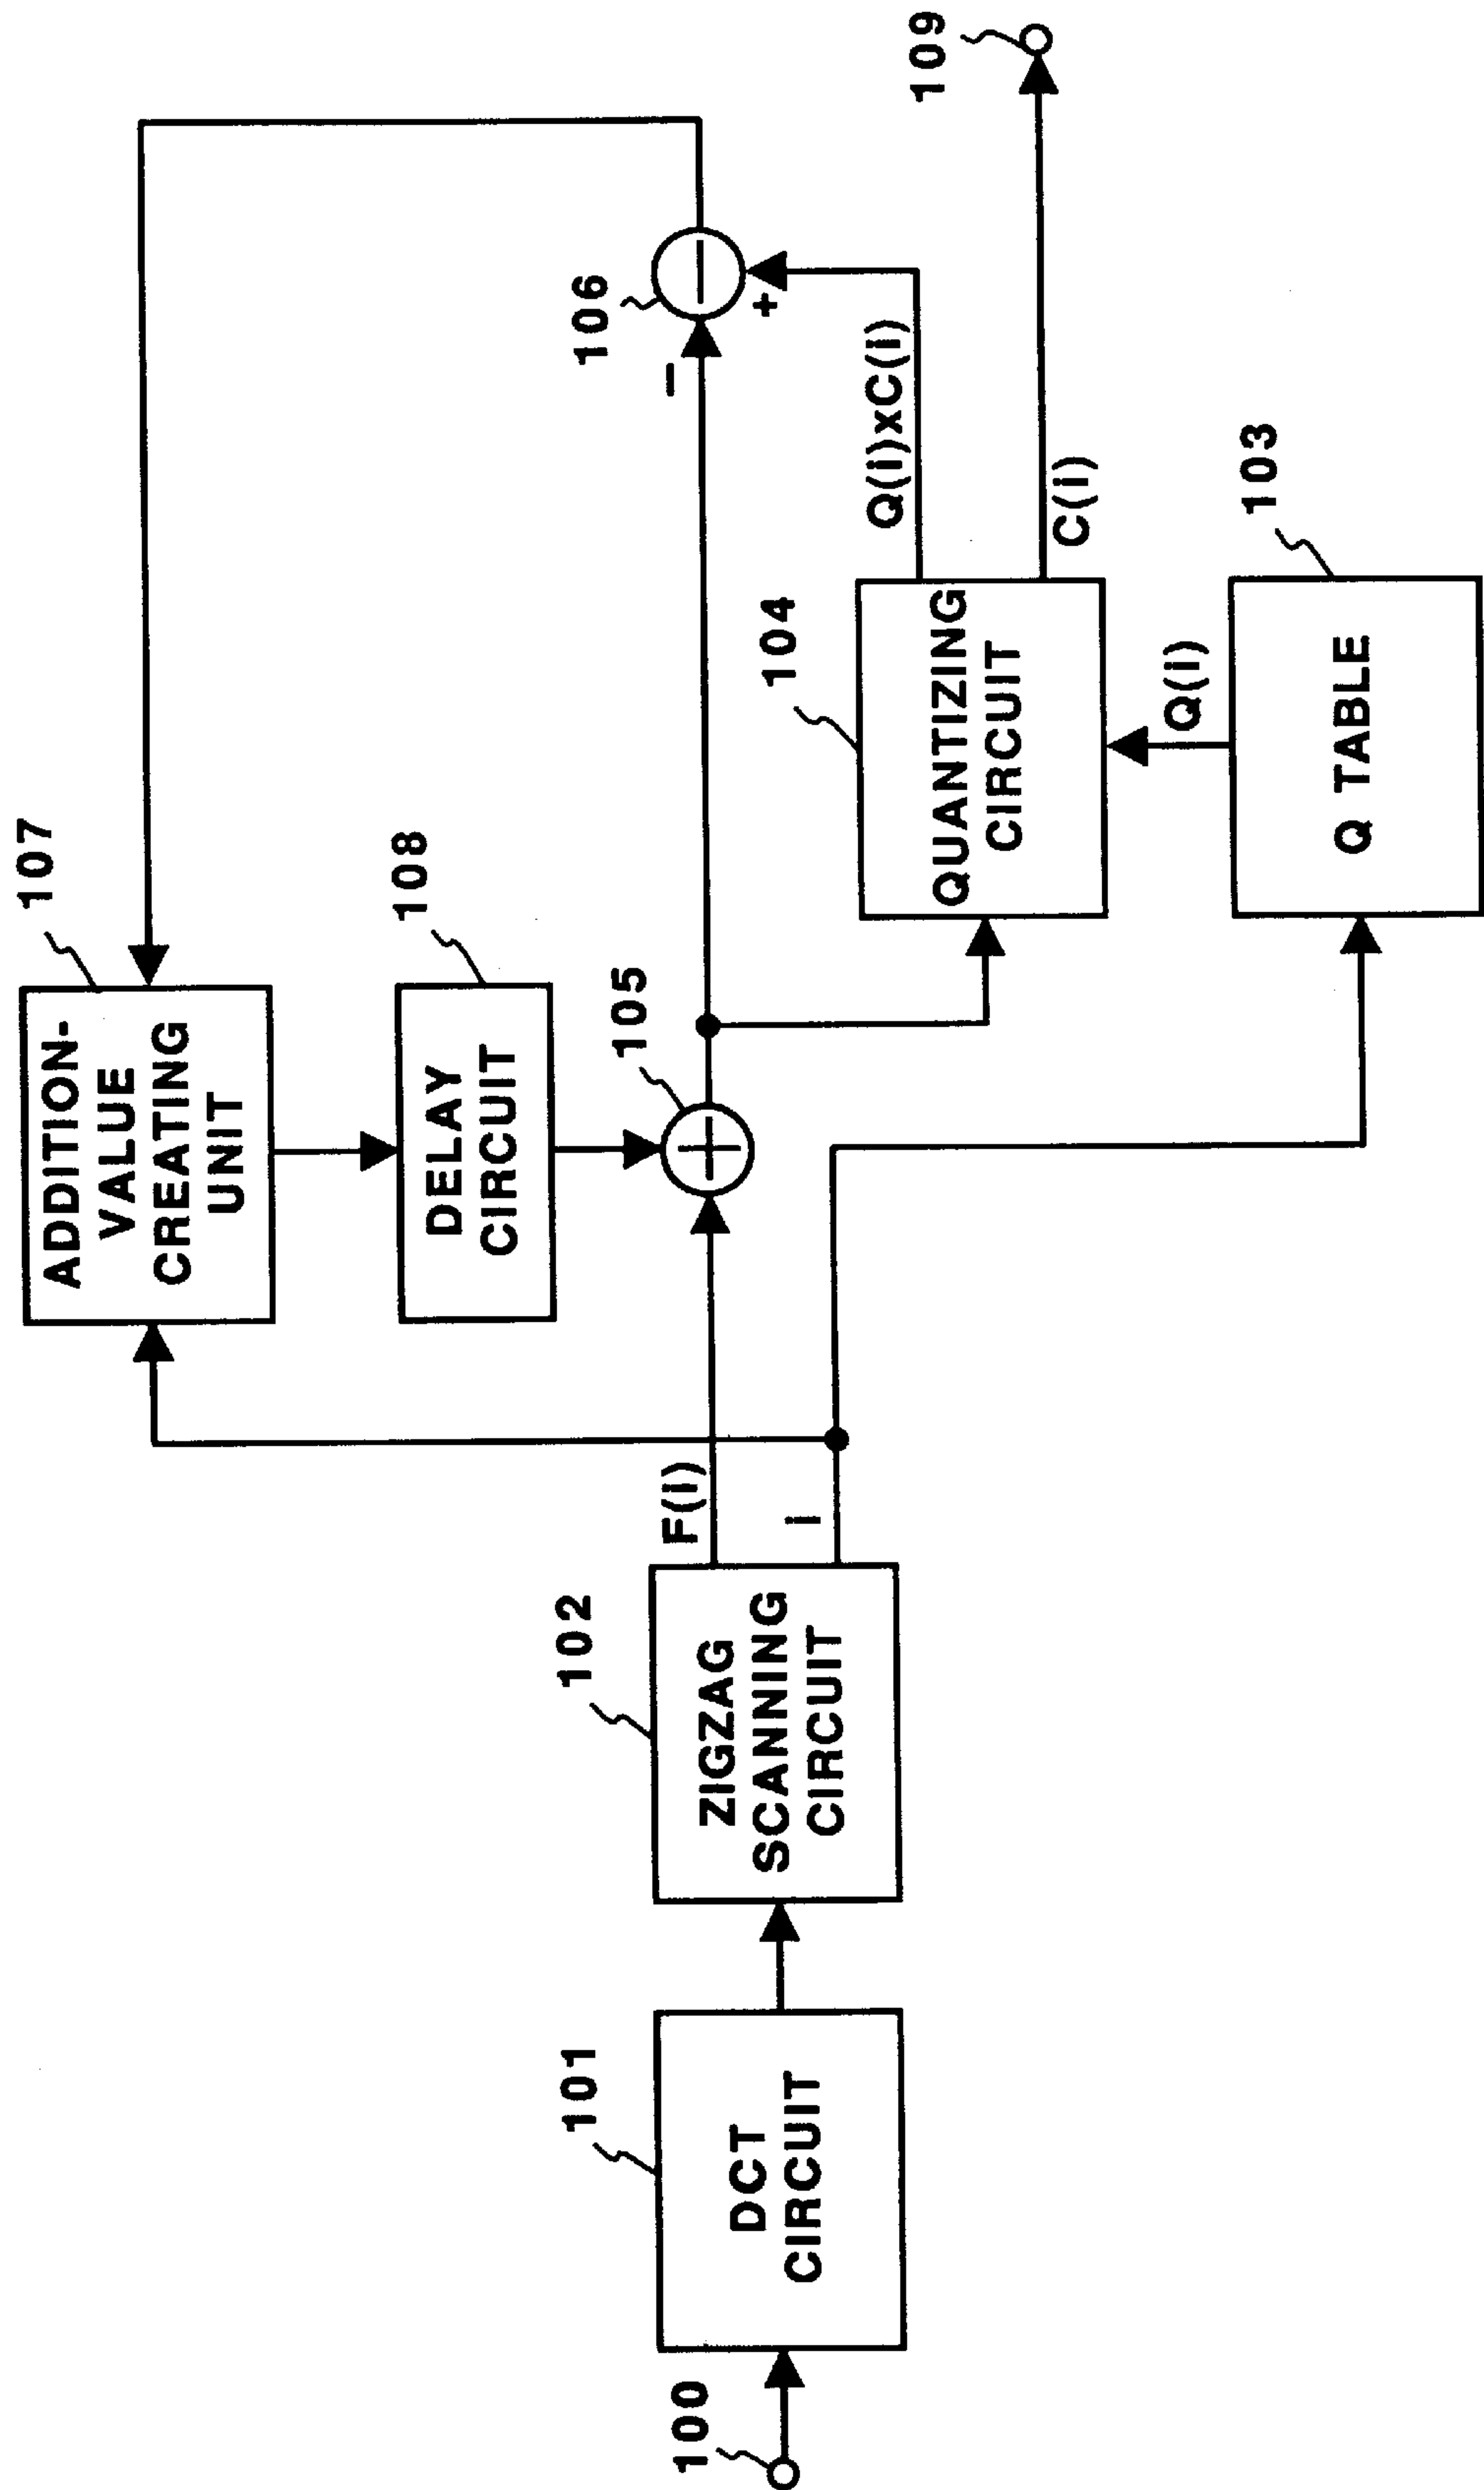 107
ADDITION-
VALUE
CREATING
UNIT
108
DELAY
CIRCUIT
105
106
−
+
109
100
101
DCT
CIRCUIT
102
ZIGZAG
SCANNING
CIRCUIT
F(i)
i
104
QUANTIZING
CIRCUIT
Q(i)xC(i)
C(i)
Q(i)
103
Q TABLE